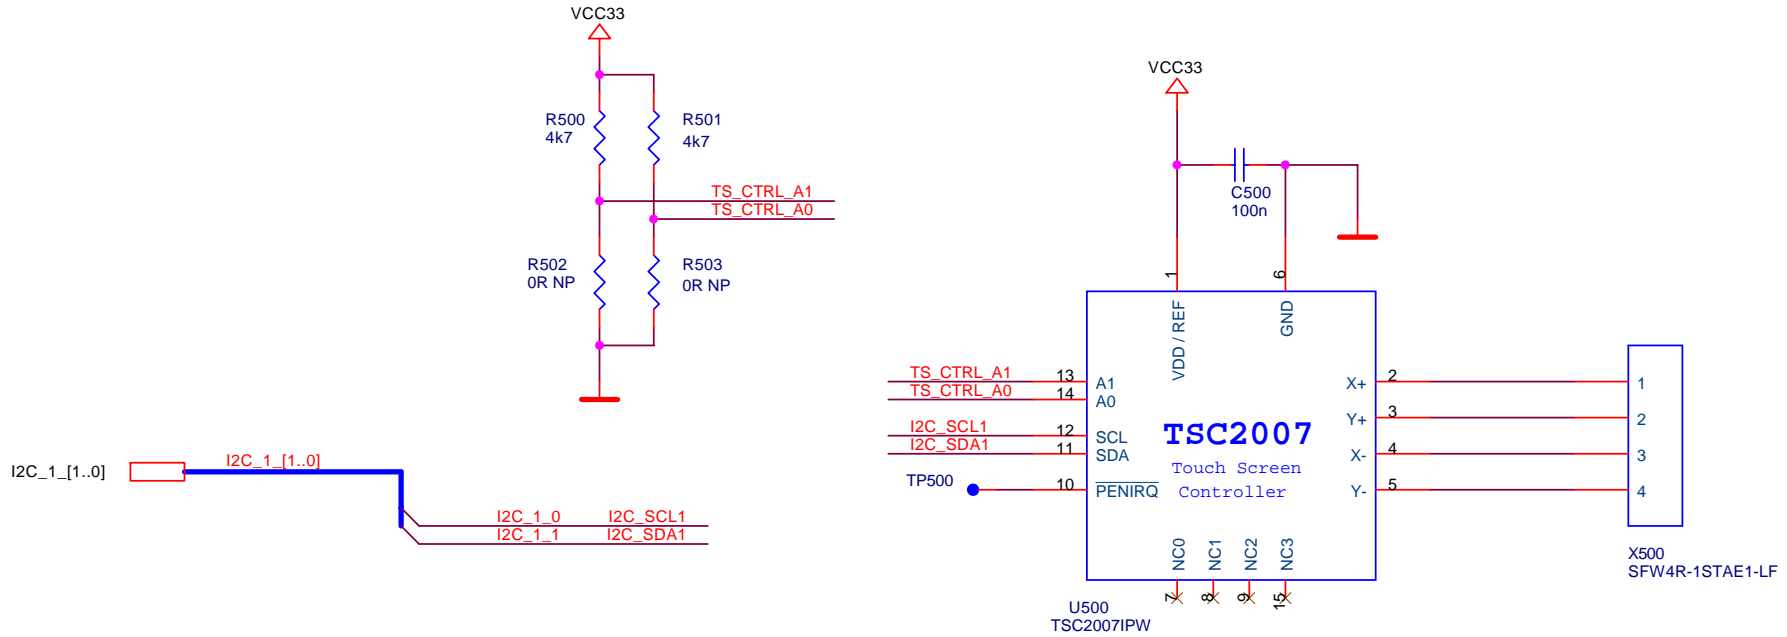 VCC33
R500
4k7
R501
4k7
TS_CTRL_A1
TS_CTRL_A0
R502
0R NP
R503
0R NP
I2C_1_[1..0]
I2C_1_[1..0]
I2C_1_0 I2C_SCL1
I2C_1_1 I2C_SDA1
VCC33
C500
100n
1
6
VDD / REF
GND
TS_CTRL_A1 13 A1
TS_CTRL_A0 14 A0
I2C_SCL1 12 SCL
I2C_SDA1 11 SDA
TP500 10 PENIRQ
TSC2007
Touch Screen
Controller
X+ 2 1
Y+ 3 2
X- 4 3
Y- 5 4
NC0 NC1 NC2 NC3
7 8 9 15
U500
TSC2007IPW
X500
SFW4R-1STAE1-LF